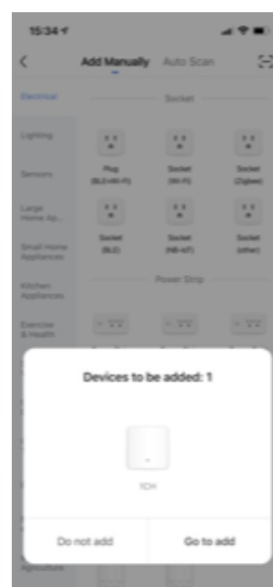 15:34
Add Manually Auto Scan
Electrical
Socket
Lighting
Plug
(BLE+Wi-Fi)
Socket
(Wi-Fi)
Socket
(Zigbee)
Sensors
Large
Home Ap...
Socket
(BLE)
Socket
(NB-IoT)
Socket
(other)
Small Home
Appliances
Power Strip
Kitchen
Appliances
Exercise
& Health
Devices to be added: 1
Do not add Go to add